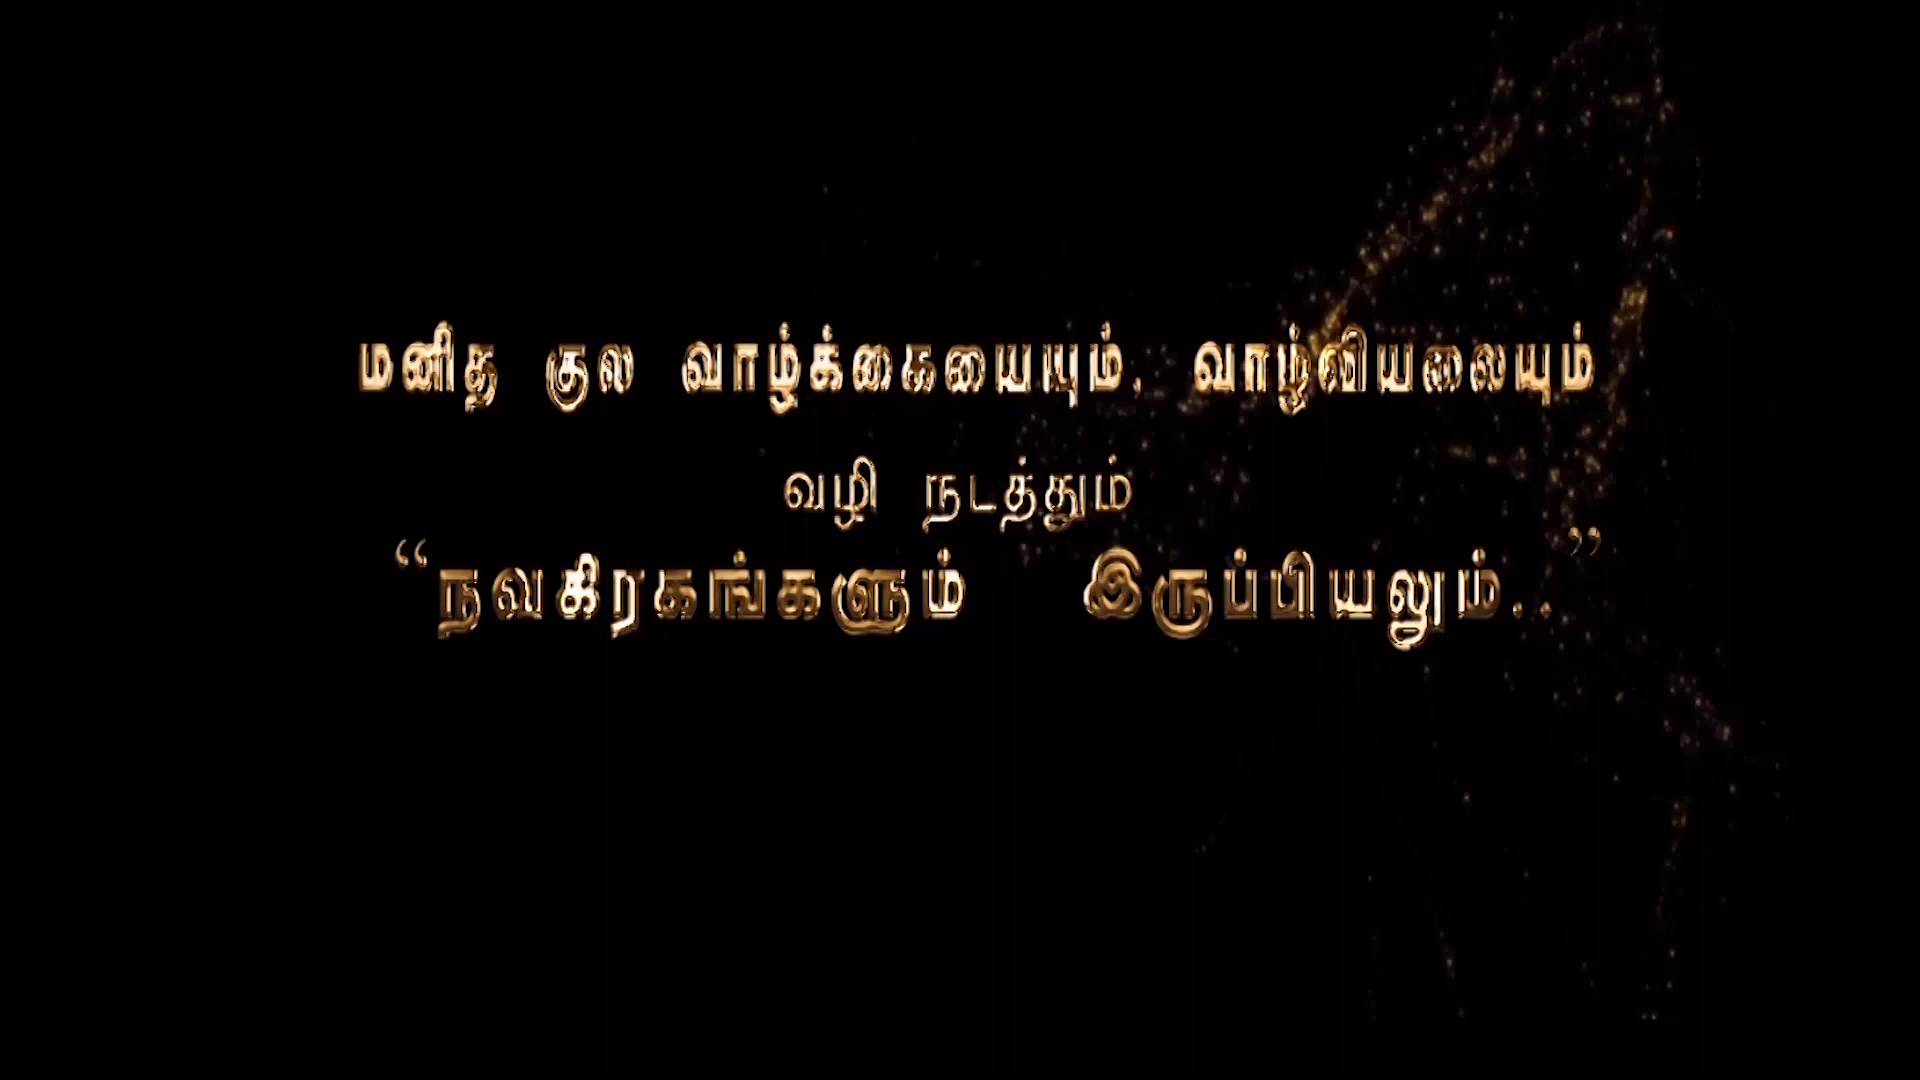 மனித குல வாழ்க்கையையும், வாழ்வியலையும்
வழி நடத்தும்
“நவகிரகங்களும் இருப்பியலும்..”